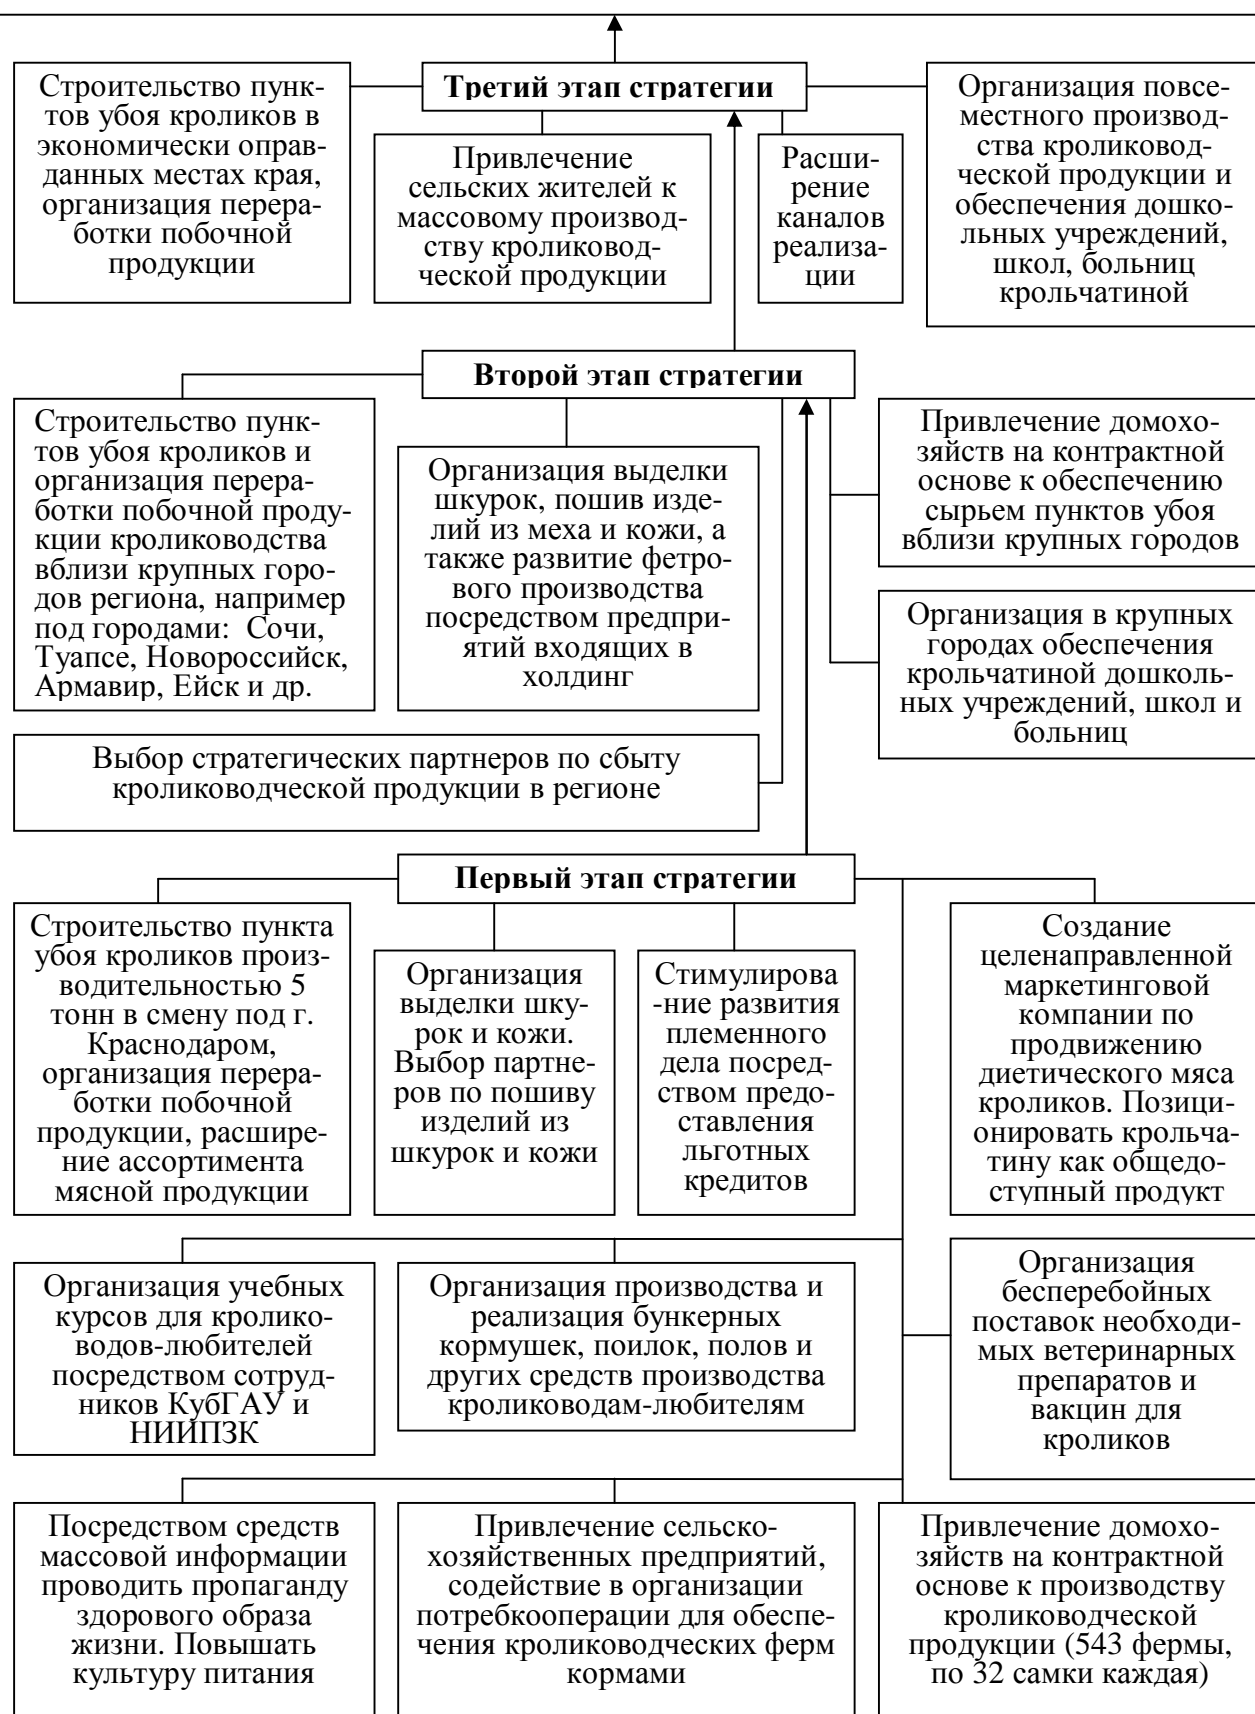 Третий этап стратегии
Строительство пунк-
тов убоя кроликов в
экономически оправ-
данных местах края,
организация перера-
ботки побочной
продукции
Привлечение
сельских жителей к
массовому производ-
ству кроликовод-
ческой продукции
Расши-
рение
каналов
реализа-
ции
Организация повсе-
местного производ-
ства кроликовод-
ческой продукции и
обеспечения дошко-
льных учреждений,
школ, больниц
крольчатиной
Второй этап стратегии
Строительство пунк-
тов убоя кроликов и
организация перера-
ботки побочной проду-
кции кролиководства
вблизи крупных горо-
дов региона, например
под городами: Сочи,
Туапсе, Новороссийск,
Армавир, Ейск и др.
Организация выделки
шкурок, пошив изде-
лий из меха и кожи, а
также развитие фетро-
вого производства
посредством предпри-
ятий входящих в
холдинг
Привлечение домохо-
зяйств на контрактной
основе к обеспечению
сырьем пунктов убоя
вблизи крупных городов
Организация в крупных
городах обеспечения
крольчатиной дошколь-
ных учреждений, школ и
больниц
Выбор стратегических партнеров по сбыту
кролиководческой продукции в регионе
Первый этап стратегии
Строительство пункта
убоя кроликов произ-
водительностью 5
тонн в смену под г.
Краснодаром,
организация перера-
ботки побочной
продукции, расшире-
ние ассортимента
мясной продукции
Организация
выделки шку-
рок и кожи.
Выбор партне-
ров по пошиву
изделий из
шкурок и кожи
Стимулирова
-ние развития
племенного
дела посред-
ством предо-
ставления
льготных
кредитов
Создание
целенаправленной
маркетинговой
компании по
продвижению
диетического мяса
кроликов. Позици-
онировать крольча-
тину как общедо-
ступный продукт
Организация учебных
курсов для кролико-
водов-любителей
посредством сотруд-
ников КубГАУ и
НИИПЗК
Организация производства и
реализация бункерных
кормушек, поилок, полов и
других средств производства
кролиководам-любителям
Организация
бесперебойных
поставок необходи-
мых ветеринарных
препаратов и
вакцин для
кроликов
Посредством средств
массовой информации
проводить пропаганду
здорового образа
жизни. Повышать
культуру питания
Привлечение сельско-
хозяйственных предприятий,
содействие в организации
потребкооперации для обеспе-
чения кролиководческих ферм
кормами
Привлечение домохо-
зяйств на контрактной
основе к производству
кролиководческой
продукции (543 фермы,
по 32 самки каждая)